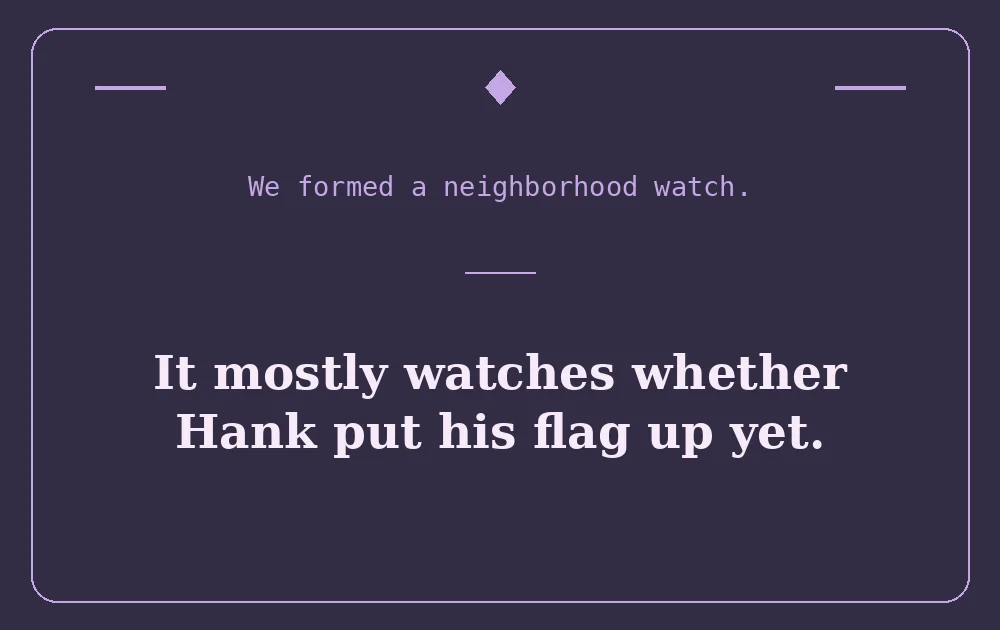 We formed a neighborhood watch.
It mostly watches whether
Hank put his flag up yet.